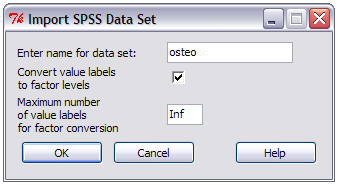 Import SPSS Data Set
Enter name for data set: osteo
Convert value labels
to factor levels
Maximum number
of value labels Inf
for factor conversion
OK Cancel Help